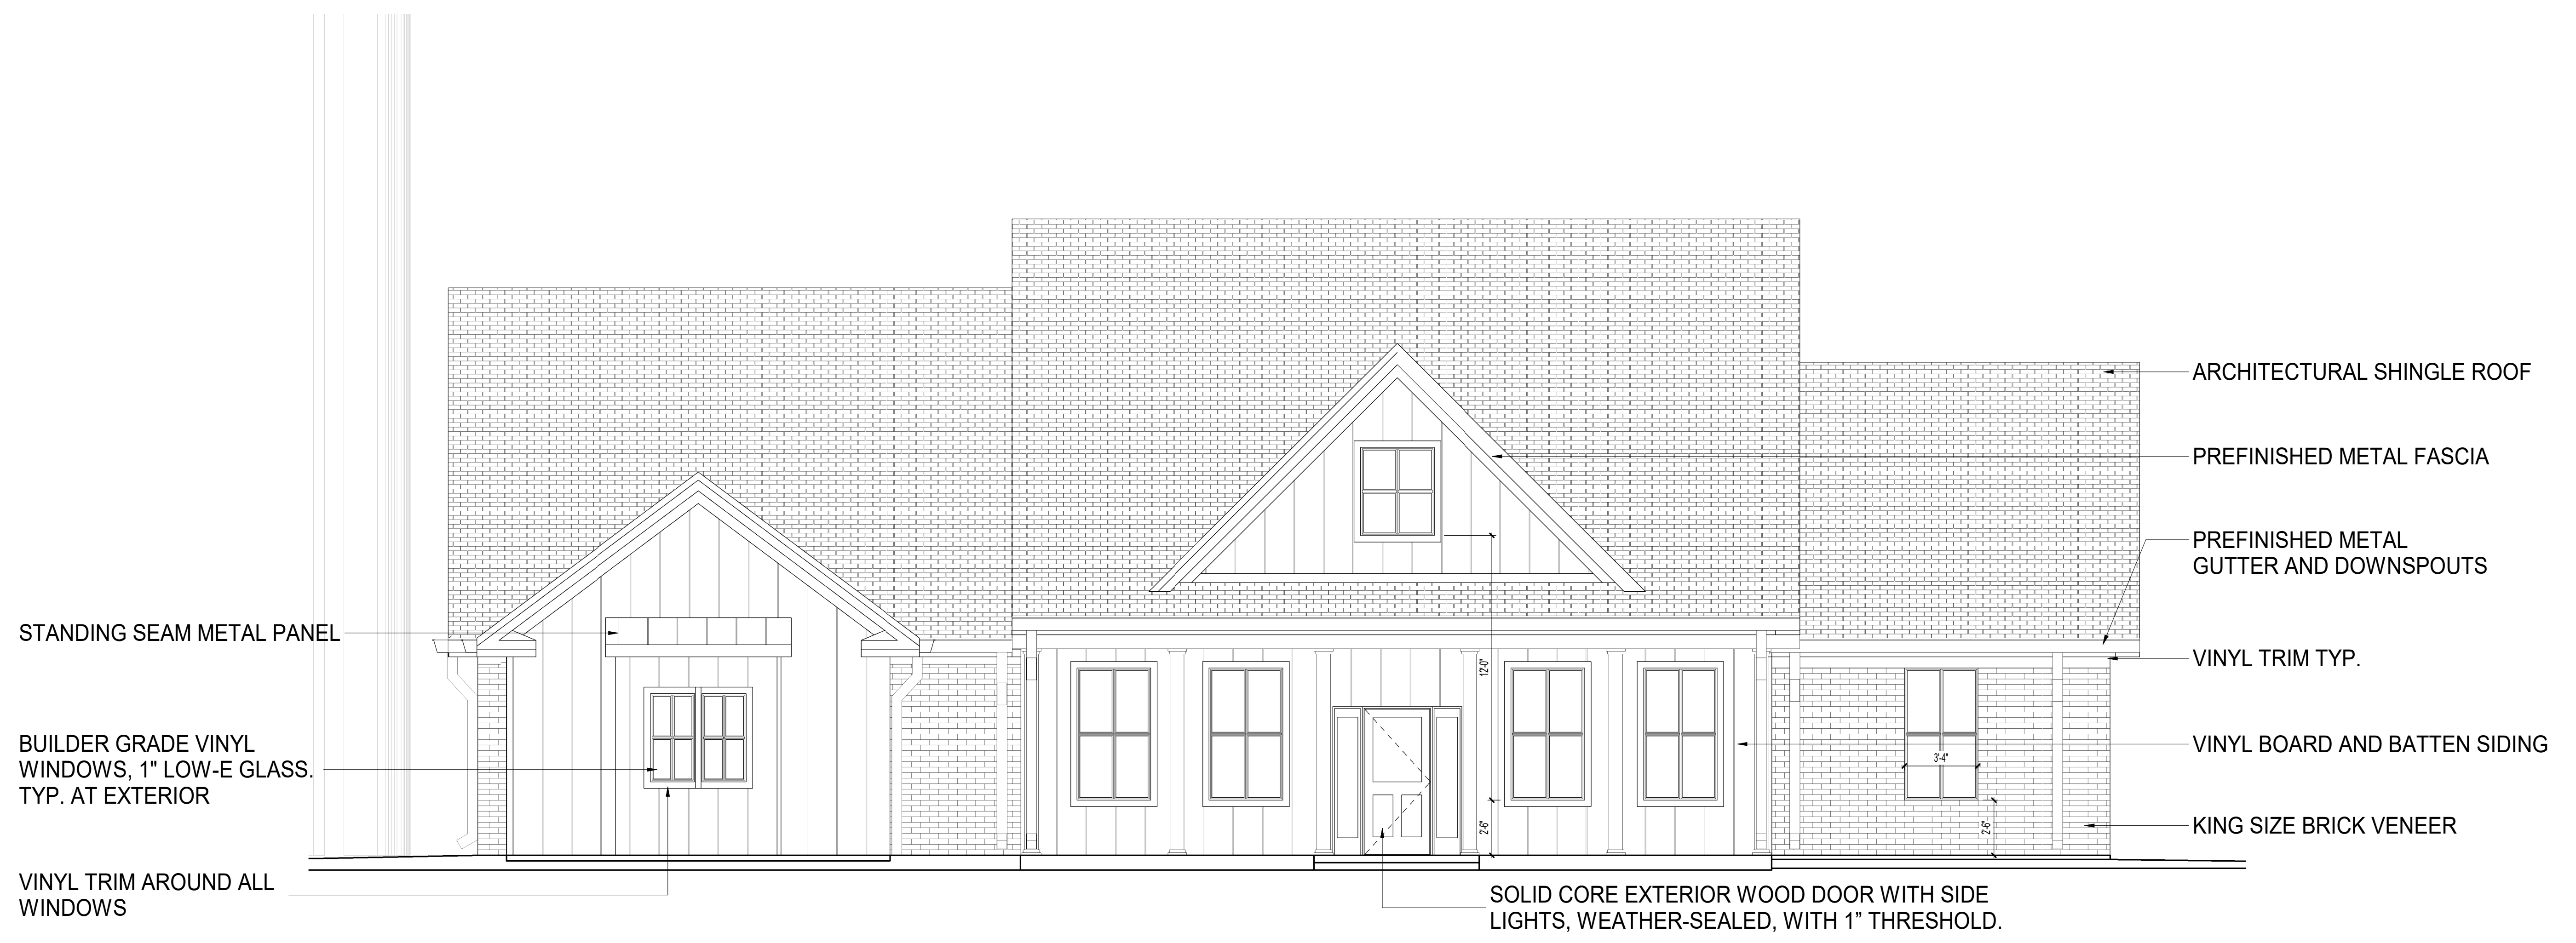 ARCHITECTURAL SHINGLE ROOF
PREFINISHED METAL FASCIA
PREFINISHED METAL
GUTTER AND DOWNSPOUTS
STANDING SEAM METAL PANEL
VINYL TRIM TYP.
12'-0"
BUILDER GRADE VINYL
WINDOWS, 1" LOW-E GLASS.
TYP. AT EXTERIOR
VINYL BOARD AND BATTEN SIDING
3'-4"
2'-6"
2'-6"
KING SIZE BRICK VENEER
VINYL TRIM AROUND ALL
WINDOWS
SOLID CORE EXTERIOR WOOD DOOR WITH SIDE
LIGHTS, WEATHER-SEALED, WITH 1” THRESHOLD.